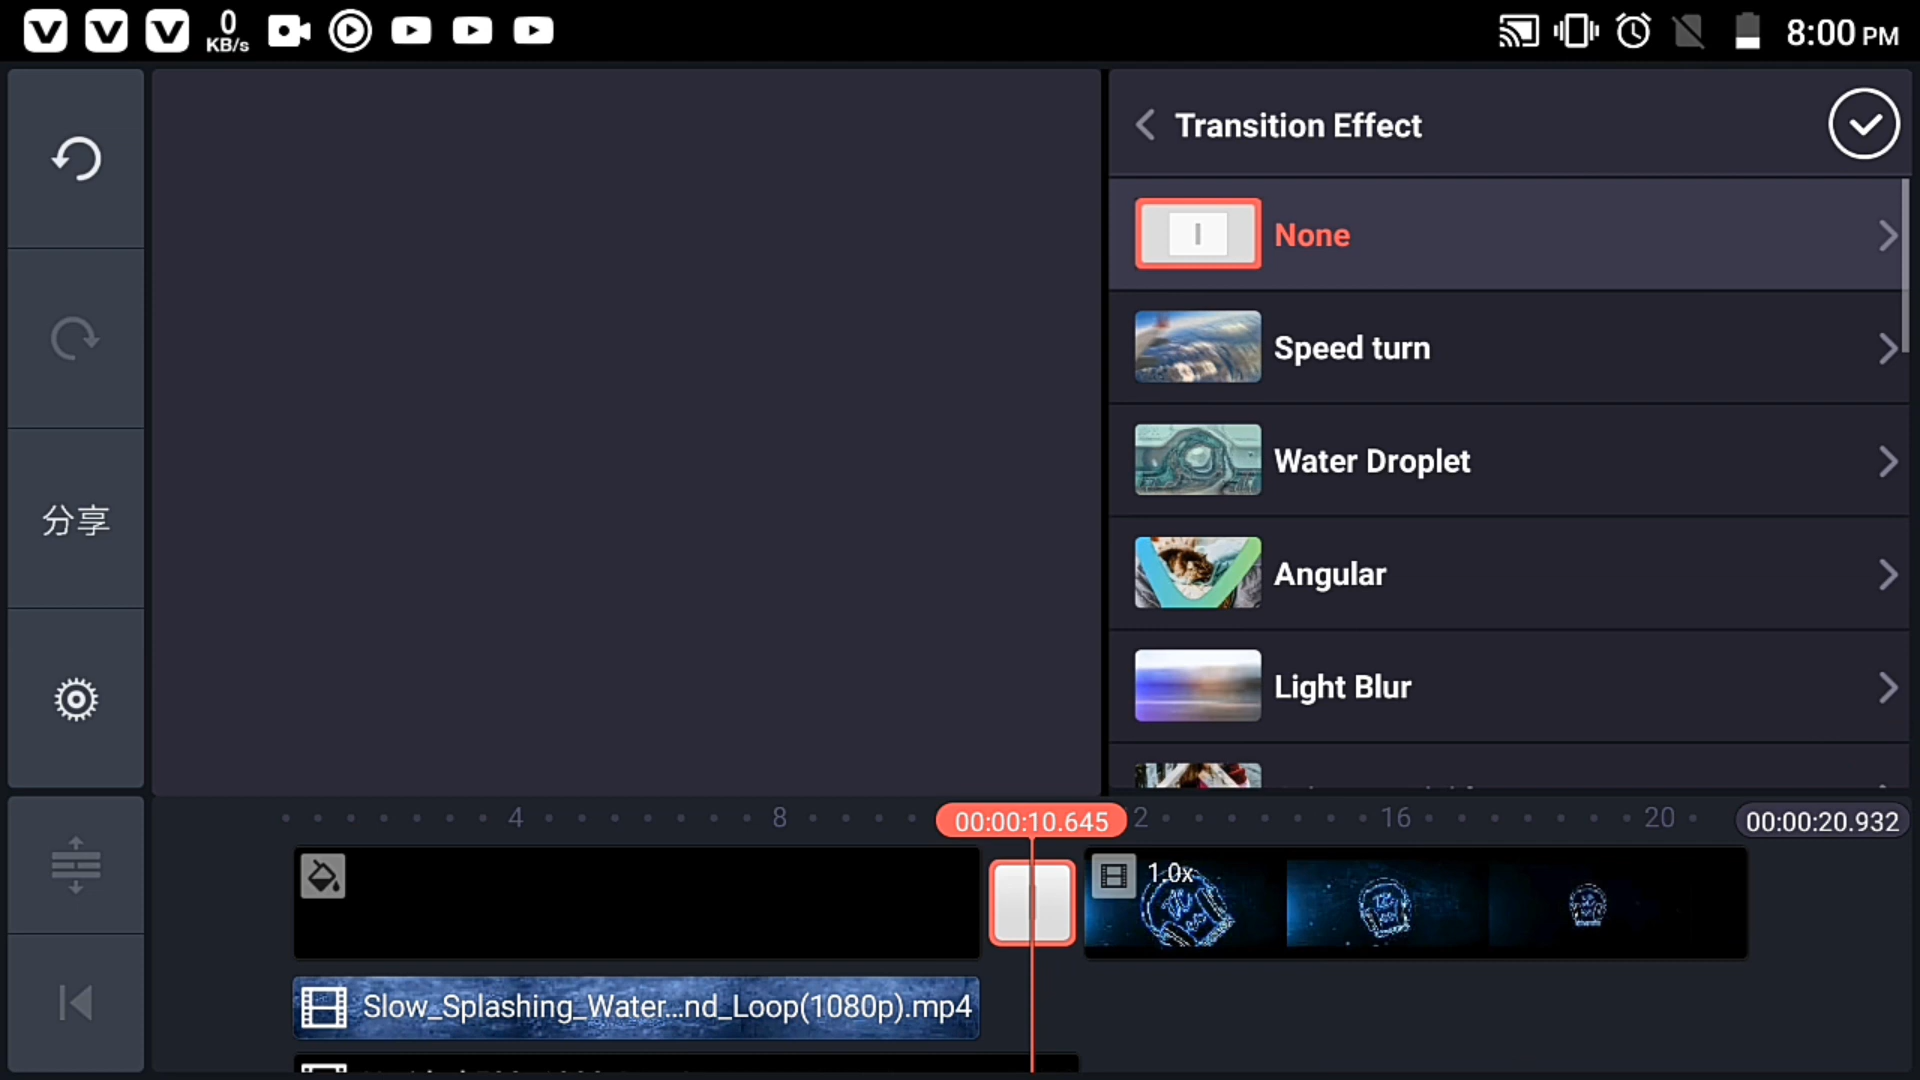 0
KB/s
8:00 PM
Transition Effect
None
Speed turn
Water Droplet
Angular
Light Blur
分享
4
8
00:00:10.645
2
16
20
00:00:20.932
1.0x
Slow_Splashing_Water...nd_Loop(1080p).mp4